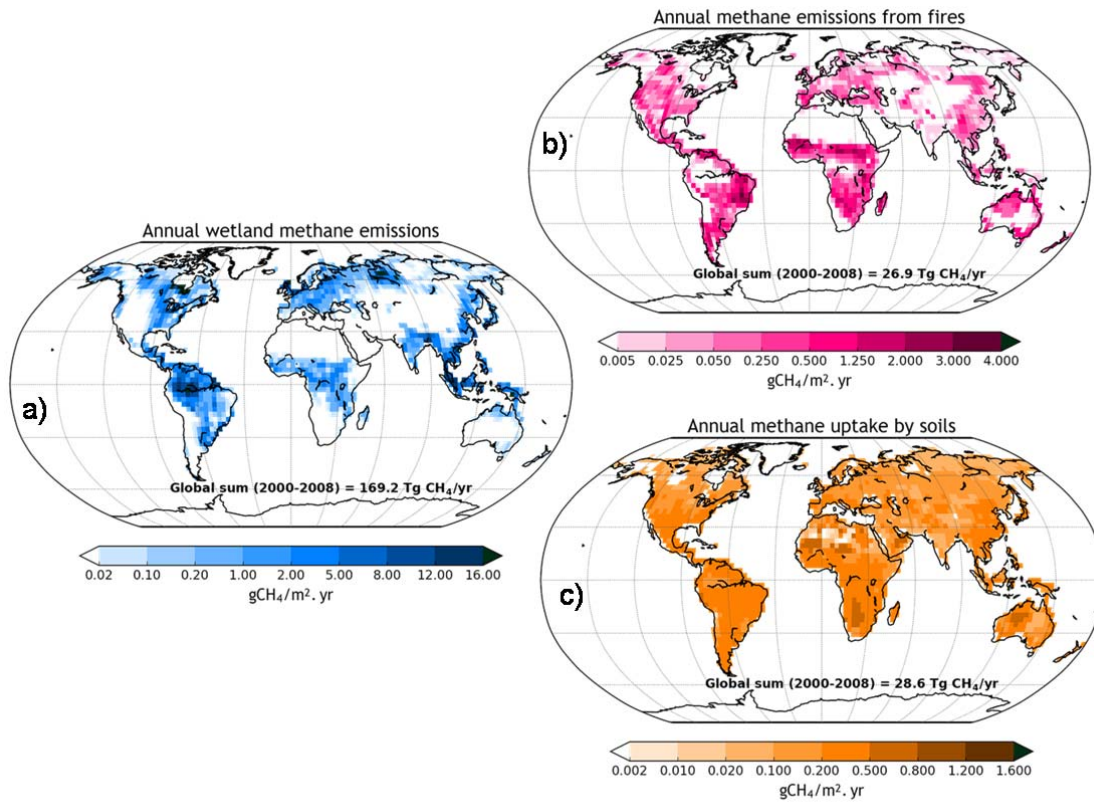 Annual methane emissions from fires
b)
Global sum (2000-2008) = 26.9 Tg CH₄/yr
0.005 0.025 0.050 0.250 0.500 1.250 2.000 3.000 4.000
gCH₄/m². yr
Annual wetland methane emissions
a)
Global sum (2000-2008) = 169.2 Tg CH₄/yr
0.02 0.10 0.20 1.00 2.00 5.00 8.00 12.00 16.00
gCH₄/m². yr
Annual methane uptake by soils
c)
Global sum (2000-2008) = 28.6 Tg CH₄/yr
0.002 0.010 0.020 0.100 0.200 0.500 0.800 1.200 1.600
gCH₄/m². yr